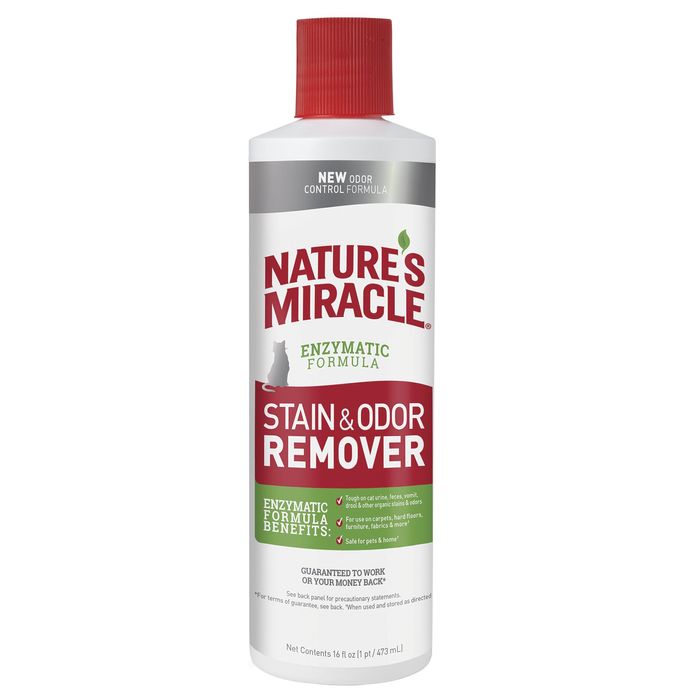 NEW ODOR
CONTROL FORMULA
NATURE'S
MIRACLE®
ENZYMATIC
FORMULA
STAIN & ODOR
REMOVER
ENZYMATIC
FORMULA
BENEFITS:
Tough on cat urine, feces, vomit,
drool & other organic stains & odors
For use on carpets, hard floors,
furniture, fabrics & more†
Safe for pets & home†
GUARANTEED TO WORK
OR YOUR MONEY BACK*
See back panel for precautionary statements.
*For terms of guarantee, see back. †When used and stored as directed
Net Contents 16 fl oz (1 pt / 473 mL)